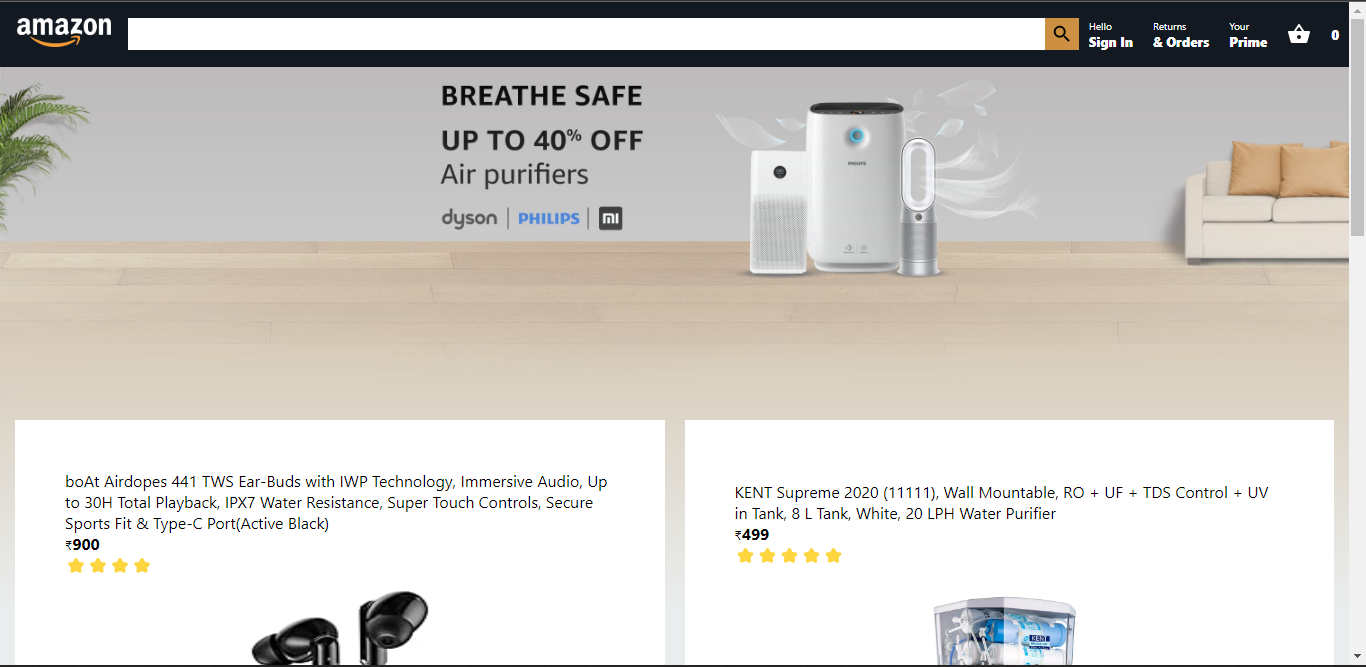 amazon
Hello
Sign In
Returns
& Orders
Your
Prime
0
BREATHE SAFE
UP TO 40% OFF
Air purifiers
dyson | PHILIPS | mi
PHILIPS
boAt Airdopes 441 TWS Ear-Buds with IWP Technology, Immersive Audio, Up
to 30H Total Playback, IPX7 Water Resistance, Super Touch Controls, Secure
Sports Fit & Type-C Port(Active Black)
₹900
KENT Supreme 2020 (11111), Wall Mountable, RO + UF + TDS Control + UV
in Tank, 8 L Tank, White, 20 LPH Water Purifier
₹499
KENT